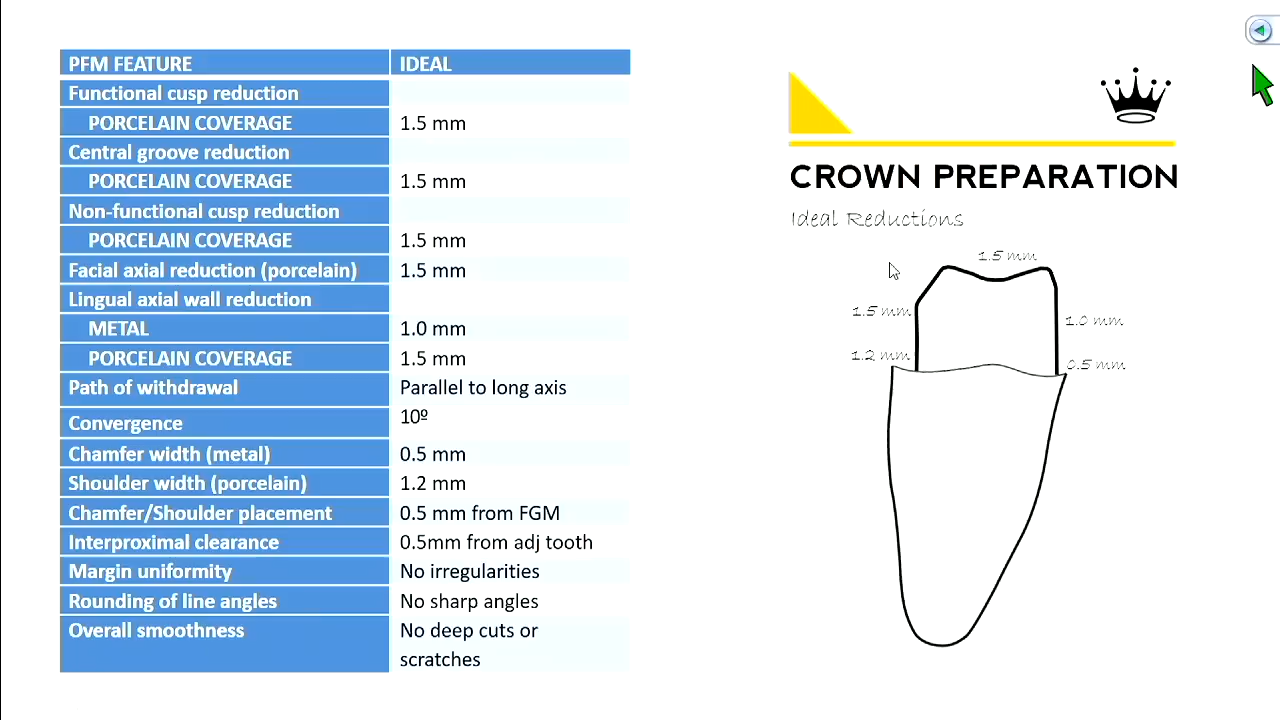 PFM FEATURE IDEAL
Functional cusp reduction
PORCELAIN COVERAGE 1.5 mm
Central groove reduction
PORCELAIN COVERAGE 1.5 mm
Non-functional cusp reduction
PORCELAIN COVERAGE 1.5 mm
Facial axial reduction (porcelain) 1.5 mm
Lingual axial wall reduction
METAL 1.0 mm
PORCELAIN COVERAGE 1.5 mm
Path of withdrawal Parallel to long axis
Convergence 10º
Chamfer width (metal) 0.5 mm
Shoulder width (porcelain) 1.2 mm
Chamfer/Shoulder placement 0.5 mm from FGM
Interproximal clearance 0.5mm from adj tooth
Margin uniformity No irregularities
Rounding of line angles No sharp angles
Overall smoothness No deep cuts or
scratches
CROWN PREPARATION
Ideal Reductions
1.5 mm
1.5 mm
1.0 mm
1.2 mm
0.5 mm